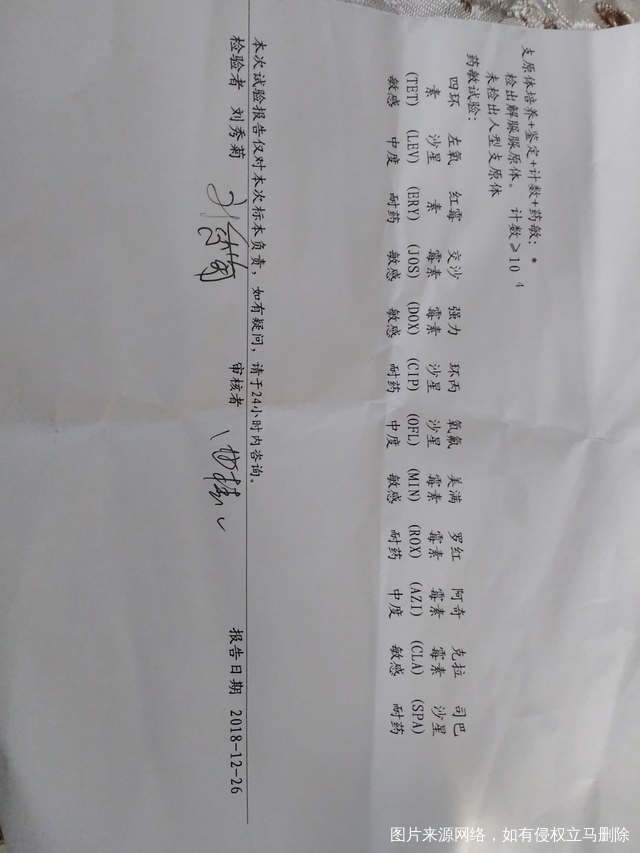 支原体培养+鉴定+计数+药敏: *
检出解脲脲原体。 计数≥10 4
未检出人型支原体
药敏试验:
四环 左氧 红霉 交沙 强力 环丙 氧氟 美满 罗红 阿奇 克拉 司巴
素 沙星 素 霉素 霉素 沙星 沙星 霉素 霉素 霉素 霉素 沙星
(TET) (LEV) (ERY) (JOS) (DOX) (CIP) (OFL) (MIN) (ROX) (AZI) (CLA) (SPA)
敏感 中度 耐药 敏感 敏感 耐药 中度 敏感 耐药 中度 敏感 耐药
本次试验报告仅对本次标本负责, 如有疑问, 请于24小时内咨询。
检验者 刘秀菊 审核者 报告日期 2018-12-26
图片来源网络，如有侵权立马删除